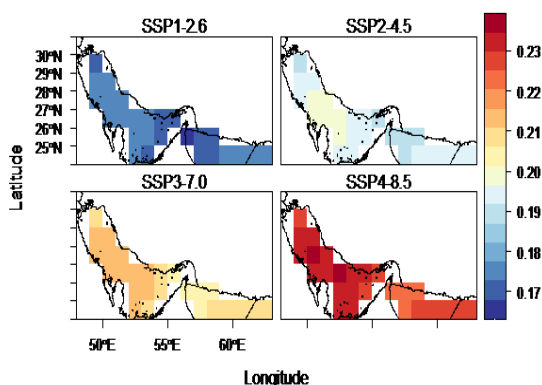 SSP1-2.6
SSP2-4.5
30°N
29°N
28°N
27°N
26°N
25°N
Latitude
SSP3-7.0
SSP4-8.5
50°E
55°E
60°E
Longitude
0.23
0.22
0.21
0.20
0.19
0.18
0.17